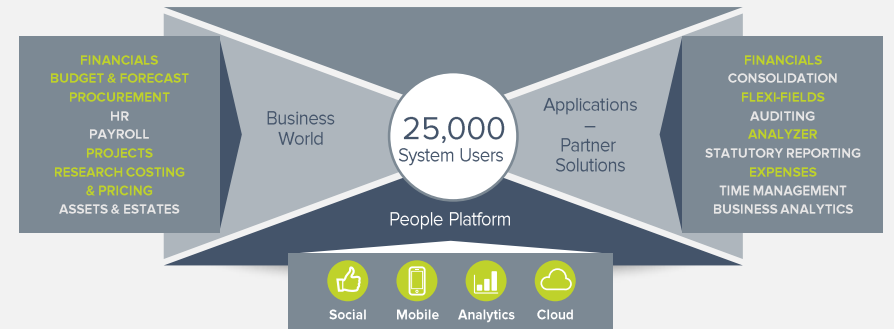 FINANCIALS
BUDGET & FORECAST
PROCUREMENT
HR
PAYROLL
PROJECTS
RESEARCH COSTING
& PRICING
ASSETS & ESTATES
Business
World
25,000
System Users
Applications
–
Partner
Solutions
FINANCIALS
CONSOLIDATION
FLEXI-FIELDS
AUDITING
ANALYZER
STATUTORY REPORTING
EXPENSES
TIME MANAGEMENT
BUSINESS ANALYTICS
People Platform
Social
Mobile
Analytics
Cloud